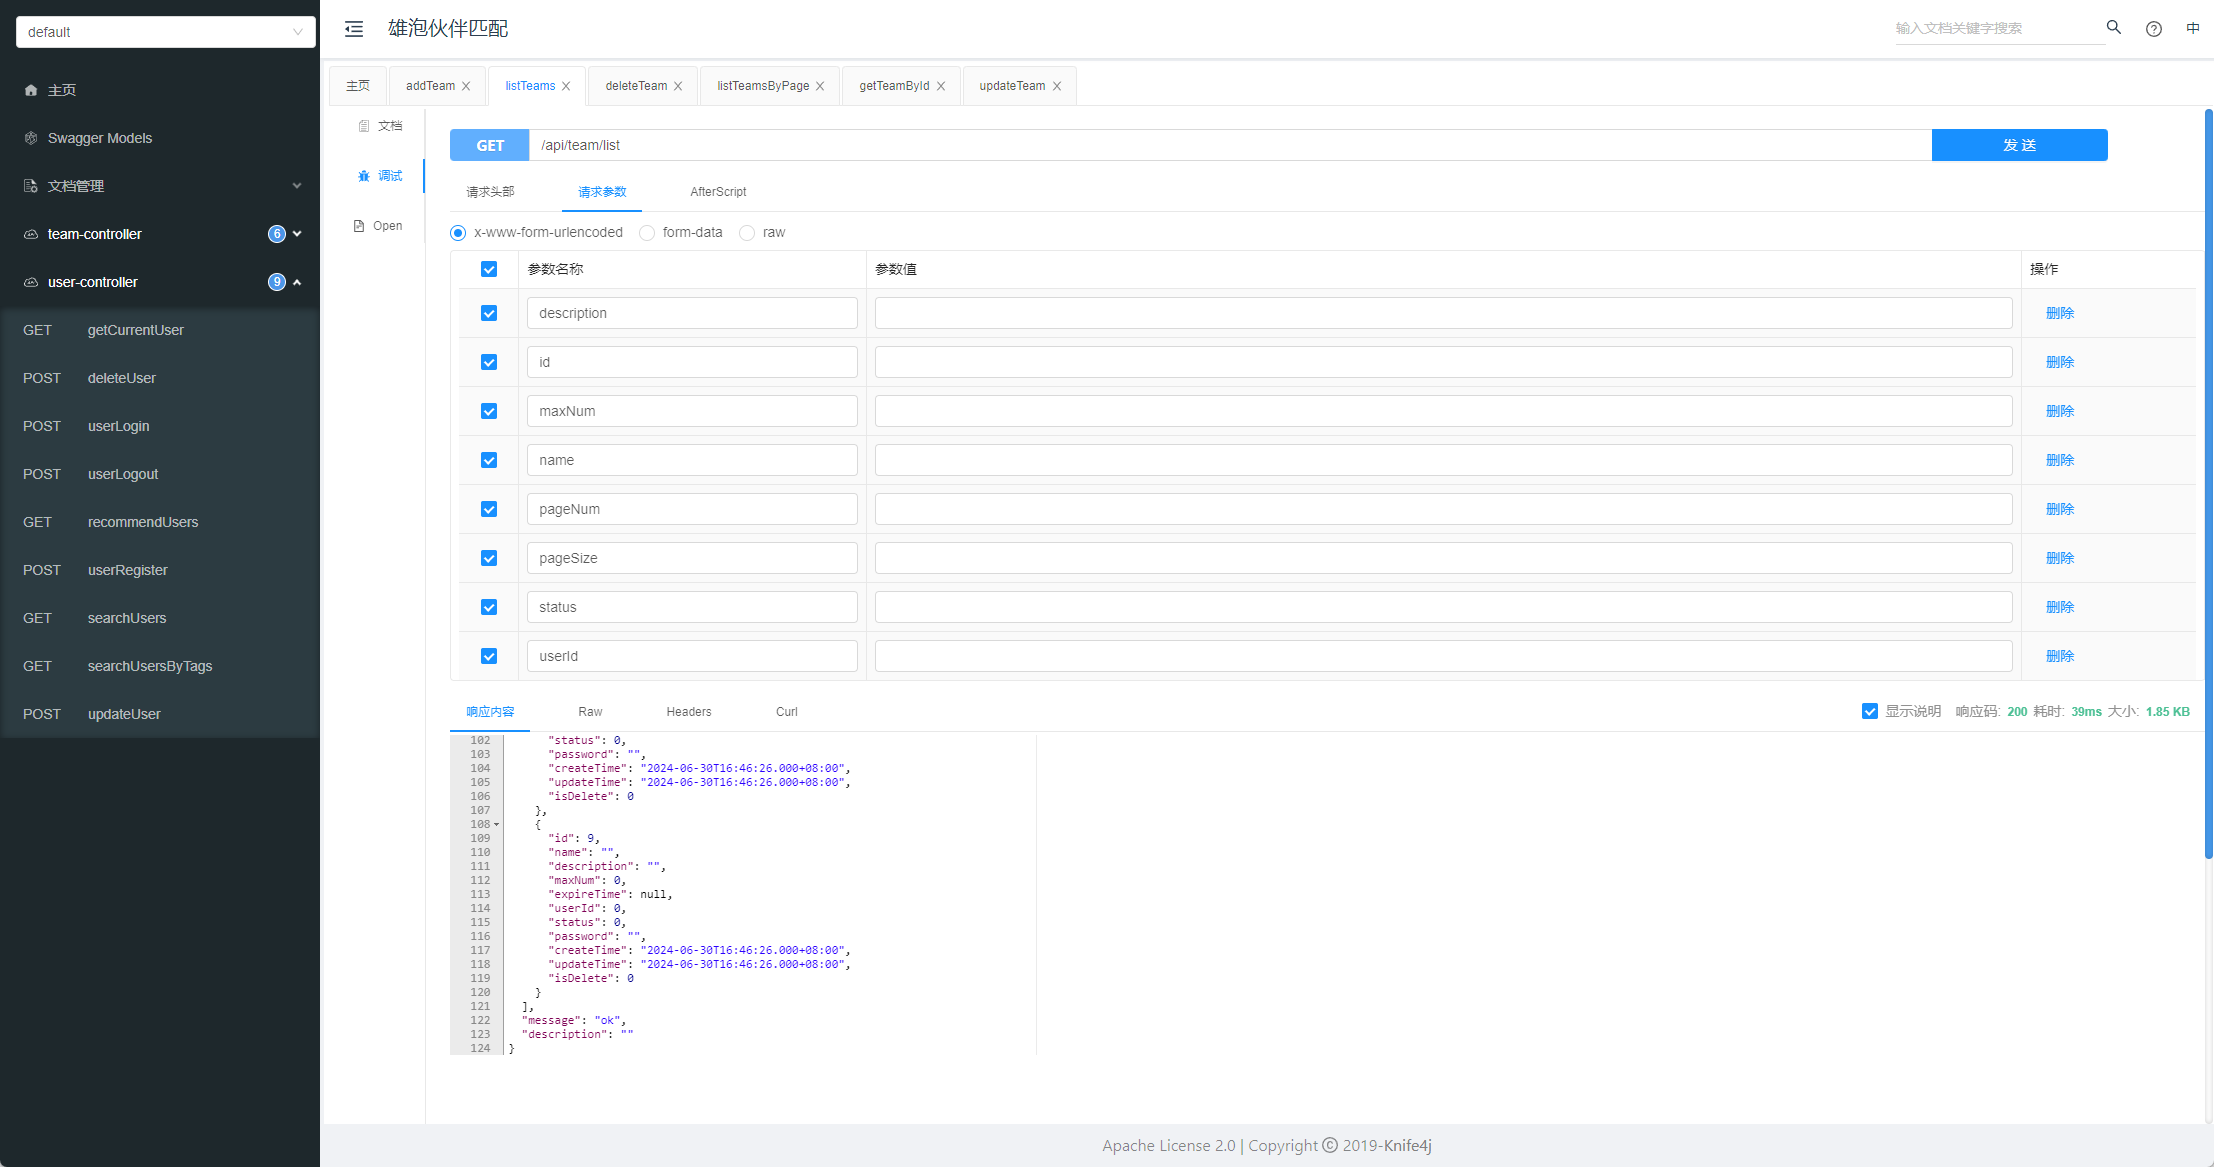 default
主页
Swagger Models
文档管理
team-controller 6
user-controller 9
GET getCurrentUser
POST deleteUser
POST userLogin
POST userLogout
GET recommendUsers
POST userRegister
GET searchUsers
GET searchUsersByTags
POST updateUser
雄泡伙伴匹配
输入文档关键字搜索
中
主页 addTeam listTeams deleteTeam listTeamsByPage getTeamById updateTeam
文档
调试
Open
GET /api/team/list 发 送
请求头部 请求参数 AfterScript
x-www-form-urlencoded form-data raw
参数名称 参数值 操作
description 删除
id 删除
maxNum 删除
name 删除
pageNum 删除
pageSize 删除
status 删除
userId 删除
响应内容 Raw Headers Curl 显示说明 响应码: 200 耗时: 39ms 大小: 1.85 KB
102 "status": 0,
103 "password": "",
104 "createTime": "2024-06-30T16:46:26.000+08:00",
105 "updateTime": "2024-06-30T16:46:26.000+08:00",
106 "isDelete": 0
107 },
108 {
109 "id": 9,
110 "name": "",
111 "description": "",
112 "maxNum": 0,
113 "expireTime": null,
114 "userId": 0,
115 "status": 0,
116 "password": "",
117 "createTime": "2024-06-30T16:46:26.000+08:00",
118 "updateTime": "2024-06-30T16:46:26.000+08:00",
119 "isDelete": 0
120 }
121 ],
122 "message": "ok",
123 "description": ""
124 }
Apache License 2.0 | Copyright © 2019-Knife4j